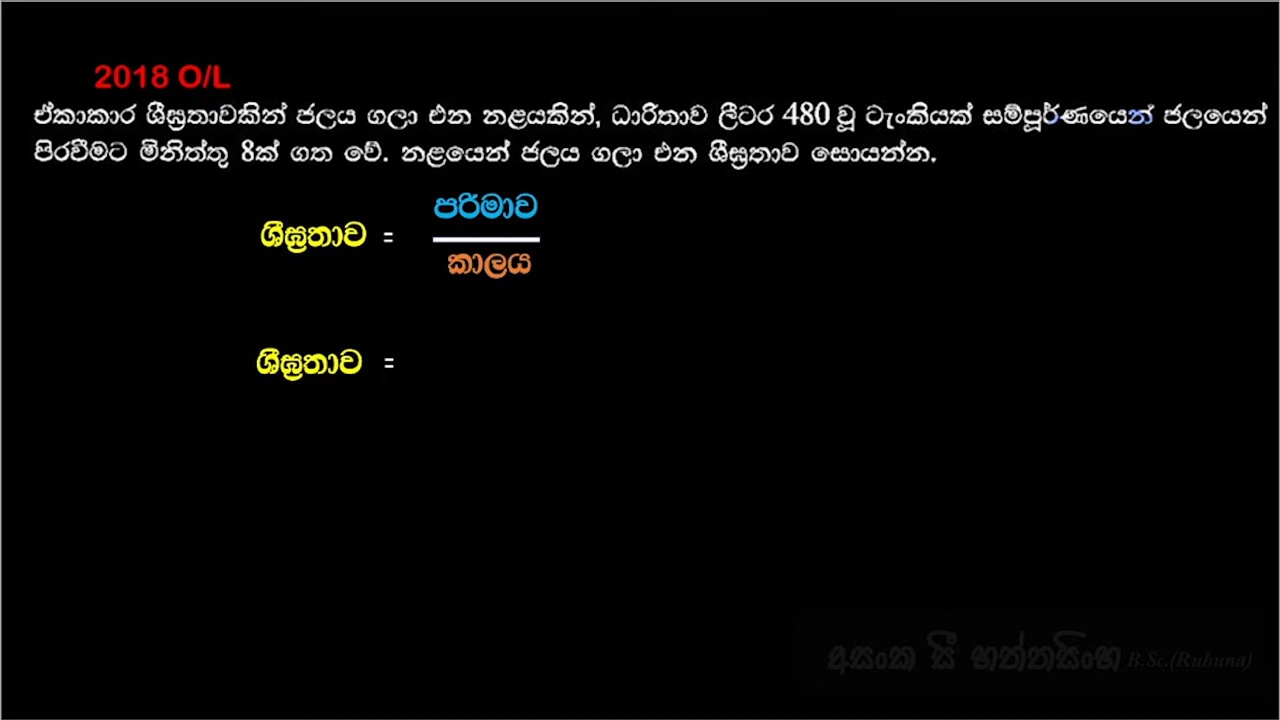 2018 O/L
ඒකාකාර ශීඝ්‍රතාවකින් ජලය ගලා එන නළයකින්, ධාරිතාව ලීටර 480 වූ ටැංකියක් සම්පූර්ණයෙන් ජලයෙන්
පිරවීමට මිනිත්තු 8ක් ගත වේ. නළයෙන් ජලය ගලා එන ශීඝ්‍රතාව සොයන්න.
ශීඝ්‍රතාව = පරිමාව
කාලය
ශීඝ්‍රතාව =
අසංක සී හත්තසිංහ B.Sc.(Ruhuna)